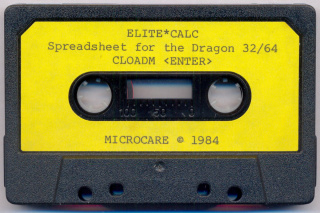 ELITE*CALC
Spreadsheet for the Dragon 32/64
CLOADM <ENTER>
MICROCARE © 1984